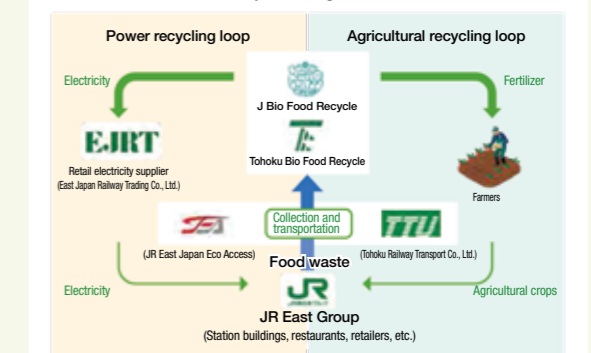 Power recycling loop
Agricultural recycling loop
Electricity
Fertilizer
J Bio Food Recycle
EJRT
Tohoku Bio Food Recycle
Retail electricity supplier
(East Japan Railway Trading Co., Ltd.)
Farmers
Collection and
transportation
TTU
(JR East Japan Eco Access)
(Tohoku Railway Transport Co., Ltd.)
Food waste
Electricity
JR
Agricultural crops
JR East Group
(Station buildings, restaurants, retailers, etc.)